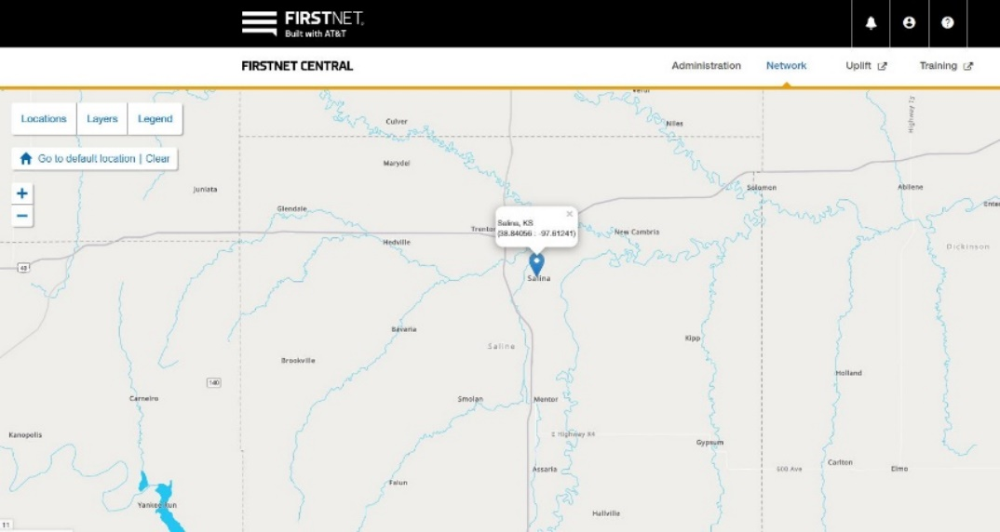 FIRSTNET
Built with AT&T
FIRSTNET CENTRAL
Administration
Network
Uplift
Training
Locations
Layers
Legend
Go to default location | Clear
+
−
Culver
Niles
Highway 15
Marydel
Juniata
Solomon
Abilene
Glendale
Enter
Trenton
Salina, KS
(38.84056 : -97.61241)
×
New Cambria
Hedville
Dickinson
Salina
Bavaria
Kipp
Saline
Brookville
Holland
140
Carneiro
Smolan
Mentor
E Highway K4
Kanopolis
Gypsum
Carlton
Elmo
Assaria
600 Ave
Falun
Yankee Run
Hallville
11